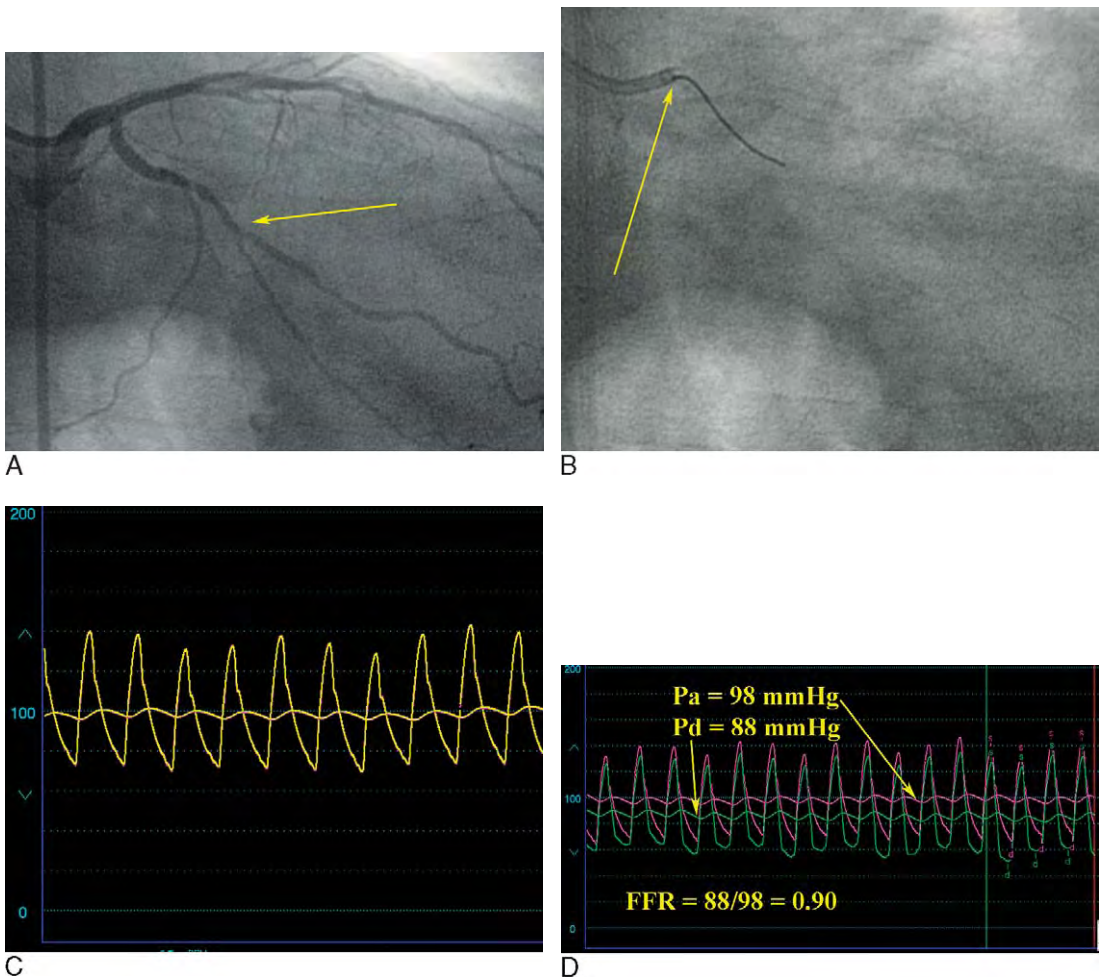 A
B
200
100
0
C
200
Pa = 98 mmHg
Pd = 88 mmHg
100
FFR = 88/98 = 0.90
0
D